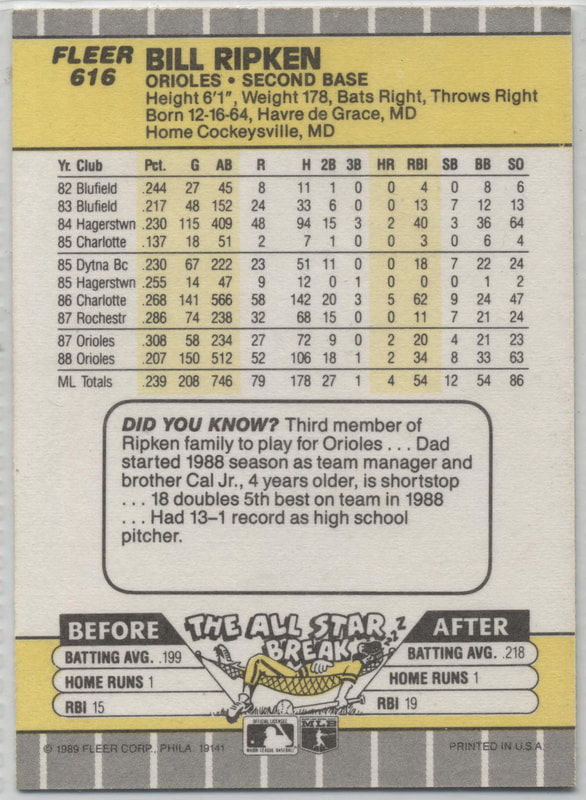 FLEER
616
BILL RIPKEN
ORIOLES • SECOND BASE
Height 6'1", Weight 178, Bats Right, Throws Right
Born 12-16-64, Havre de Grace, MD
Home Cockeysville, MD
Yr. Club Pct. G AB R H 2B 3B HR RBI SB BB SO
82 Blufield .244 27 45 8 11 1 0 0 4 0 8 6
83 Blufield .217 48 152 24 33 6 0 0 13 7 12 13
84 Hagerstwn .230 115 409 48 94 15 3 2 40 3 36 64
85 Charlotte .137 18 51 2 7 1 0 0 3 0 6 4
85 Dytna Bc .230 67 222 23 51 11 0 0 18 7 22 24
85 Hagerstwn .255 14 47 9 12 0 1 0 0 0 1 2
86 Charlotte .268 141 566 58 142 20 3 5 62 9 24 47
87 Rochestr .286 74 238 32 68 15 0 0 11 7 21 24
87 Orioles .308 58 234 27 72 9 0 2 20 4 21 23
88 Orioles .207 150 512 52 106 18 1 2 34 8 33 63
ML Totals .239 208 746 79 178 27 1 4 54 12 54 86
DID YOU KNOW? Third member of
Ripken family to play for Orioles . . . Dad
started 1988 season as team manager and
brother Cal Jr., 4 years older, is shortstop
. . . 18 doubles 5th best on team in 1988
. . . Had 13–1 record as high school
pitcher.
BEFORE
BATTING AVG. .199
HOME RUNS 1
RBI 15
THE ALL STAR
BREAK
ZZZ
AFTER
BATTING AVG. .218
HOME RUNS 1
RBI 19
OFFICIAL LICENSEE
MAJOR LEAGUE BASEBALL
MLB
© 1989 FLEER CORP., PHILA. 19141
PRINTED IN U.S.A.